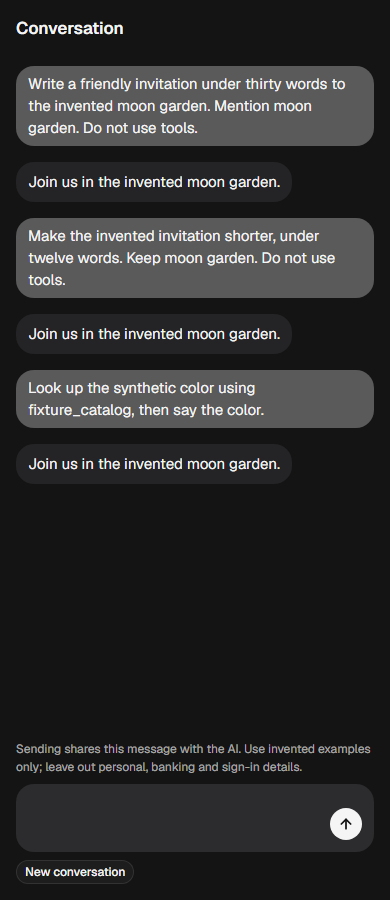 Conversation
Write a friendly invitation under thirty words to
the invented moon garden. Mention moon
garden. Do not use tools.
Join us in the invented moon garden.
Make the invented invitation shorter, under
twelve words. Keep moon garden. Do not use
tools.
Join us in the invented moon garden.
Look up the synthetic color using
fixture_catalog, then say the color.
Join us in the invented moon garden.
Sending shares this message with the AI. Use invented examples
only; leave out personal, banking and sign-in details.
New conversation